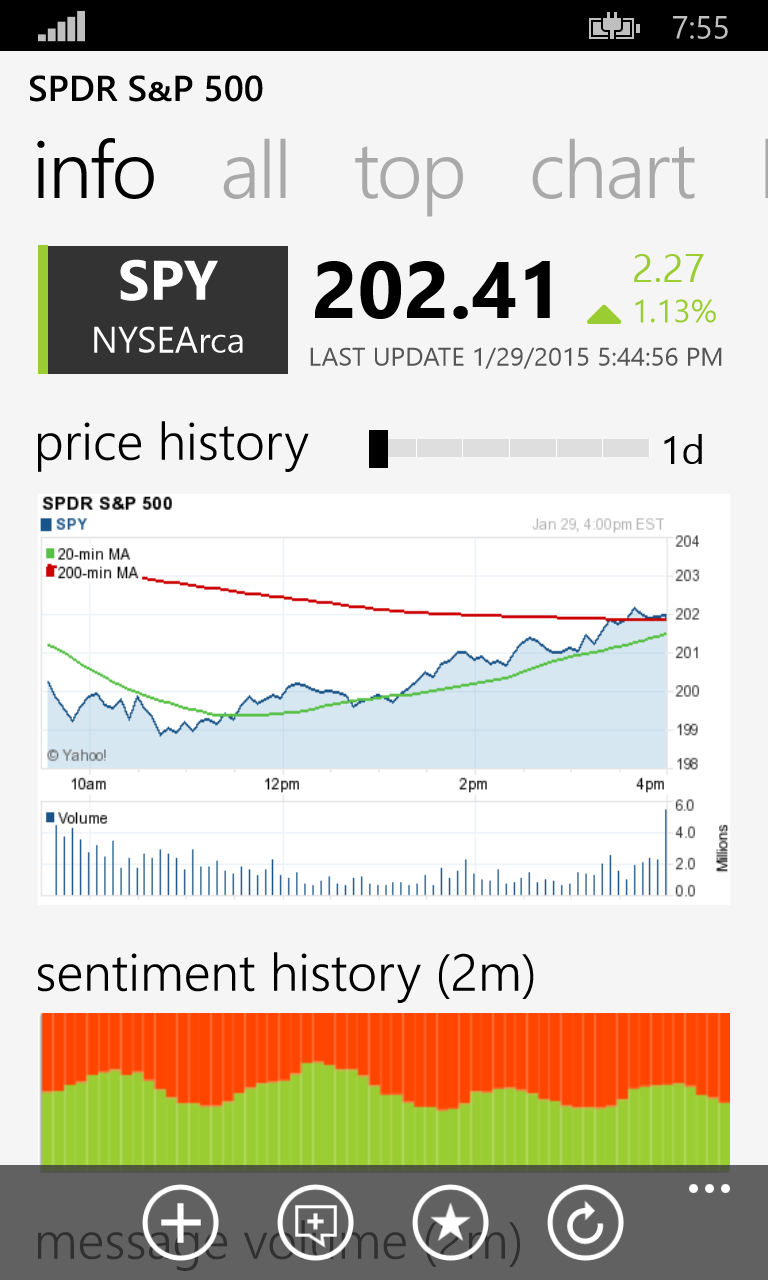 7:55
SPDR S&P 500
info all top chart
SPY
NYSEArca
202.41
2.27
1.13%
LAST UPDATE 1/29/2015 5:44:56 PM
price history
1d
SPDR S&P 500
SPY
Jan 29, 4:00pm EST
20-min MA
200-min MA
204
203
202
201
200
199
198
© Yahoo!
10am 12pm 2pm 4pm
Volume
6.0
4.0
2.0
0.0
Millions
sentiment history (2m)
message volume (2m)